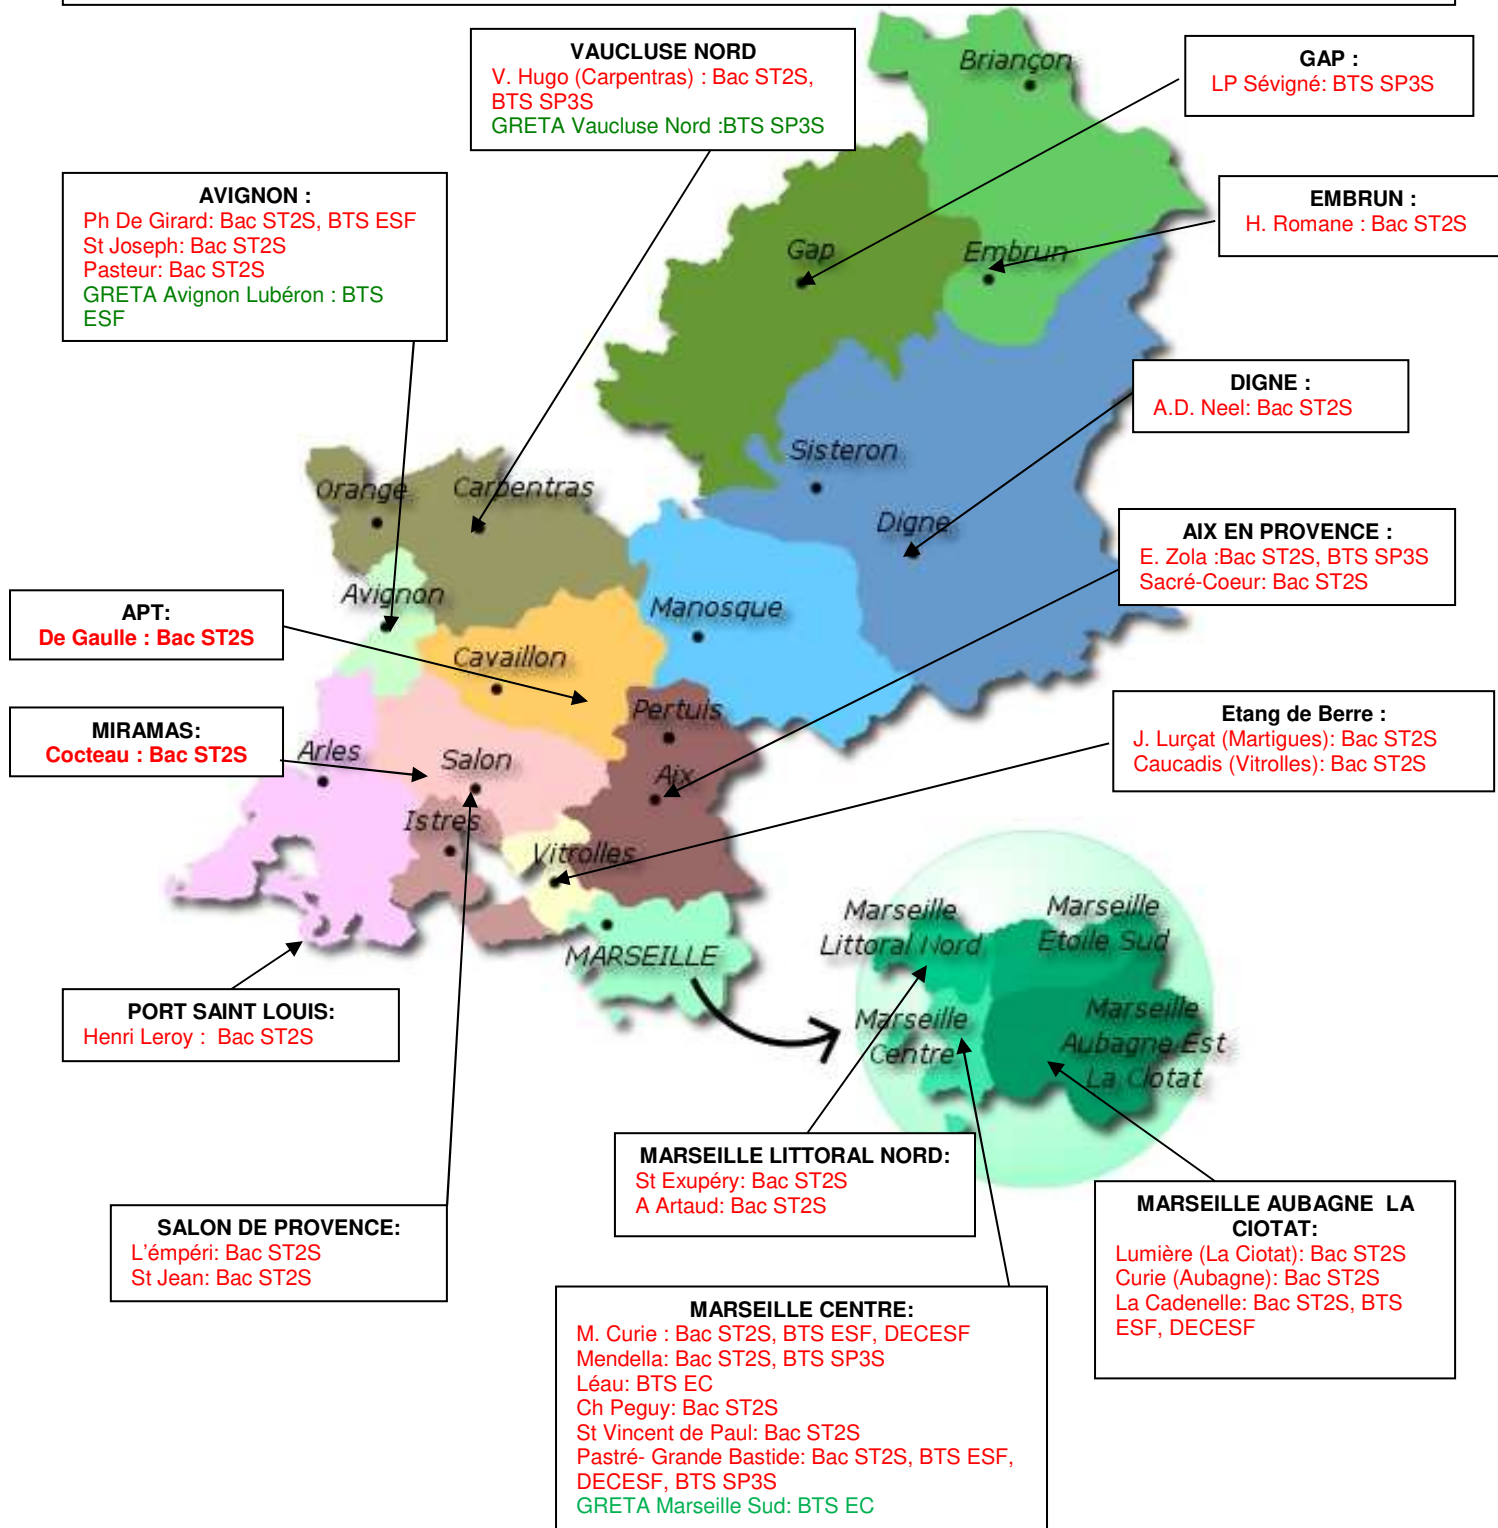 VAUCLUSE NORD
V. Hugo (Carpentras) : Bac ST2S,
BTS SP3S
GRETA Vaucluse Nord :BTS SP3S
GAP :
LP Sévigné: BTS SP3S
AVIGNON :
Ph De Girard: Bac ST2S, BTS ESF
St Joseph: Bac ST2S
Pasteur: Bac ST2S
GRETA Avignon Lubéron : BTS
ESF
EMBRUN :
H. Romane : Bac ST2S
DIGNE :
A.D. Neel: Bac ST2S
AIX EN PROVENCE :
E. Zola :Bac ST2S, BTS SP3S
Sacré-Coeur: Bac ST2S
APT:
De Gaulle : Bac ST2S
MIRAMAS:
Cocteau : Bac ST2S
Etang de Berre :
J. Lurçat (Martigues): Bac ST2S
Caucadis (Vitrolles): Bac ST2S
PORT SAINT LOUIS:
Henri Leroy : Bac ST2S
SALON DE PROVENCE:
L'émpéri: Bac ST2S
St Jean: Bac ST2S
MARSEILLE LITTORAL NORD:
St Exupéry: Bac ST2S
A Artaud: Bac ST2S
MARSEILLE AUBAGNE LA
CIOTAT:
Lumière (La Ciotat): Bac ST2S
Curie (Aubagne): Bac ST2S
La Cadenelle: Bac ST2S, BTS
ESF, DECESF
MARSEILLE CENTRE:
M. Curie : Bac ST2S, BTS ESF, DECESF
Mendella: Bac ST2S, BTS SP3S
Léau: BTS EC
Ch Peguy: Bac ST2S
St Vincent de Paul: Bac ST2S
Pastré- Grande Bastide: Bac ST2S, BTS ESF,
DECESF, BTS SP3S
GRETA Marseille Sud: BTS EC
Briançon
Gap
Embrun
Sisteron
Digne
Orange
Carpentras
Avignon
Manosque
Cavaillon
Pertuis
Arles
Salon
Aix
Istres
Vitrolles
MARSEILLE
Marseille
Littoral Nord
Marseille
Etoile Sud
Marseille
Centre
Marseille
Aubagne Est
La Ciotat